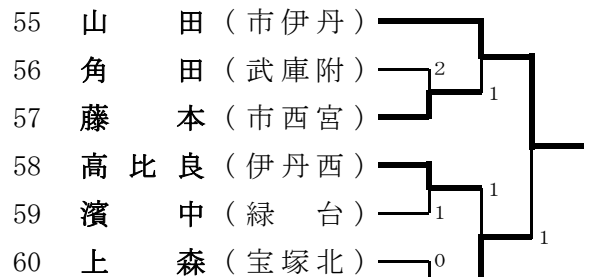 55 山 田 ( 市伊丹 )
56 角 田 ( 武庫附 ) 2
1
57 藤 本 ( 市西宮 )
58 高 比 良 ( 伊丹西 )
1
59 濱 中 ( 緑 台 ) 1
1
60 上 森 ( 宝塚北 ) 0